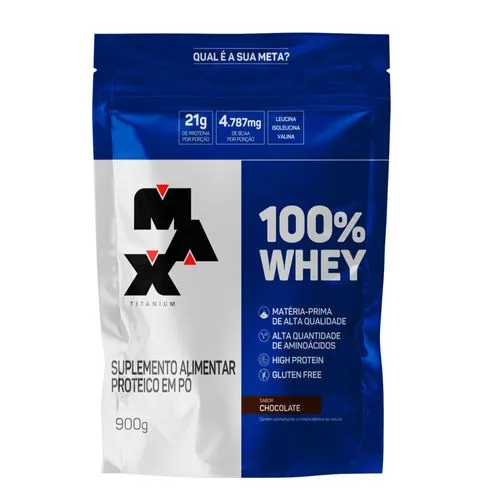 QUAL É A SUA META?
21g
DE PROTEÍNA
POR PORÇÃO
4.787mg
DE BCAA
POR PORÇÃO
LEUCINA
ISOLEUCINA
VALINA
MAX
TITANIUM
100%
WHEY
MATÉRIA-PRIMA
DE ALTA QUALIDADE
ALTA QUANTIDADE
DE AMINOÁCIDOS
HIGH PROTEIN
GLUTEN FREE
SUPLEMENTO ALIMENTAR
PROTEICO EM PÓ
900g
SABOR
CHOCOLATE